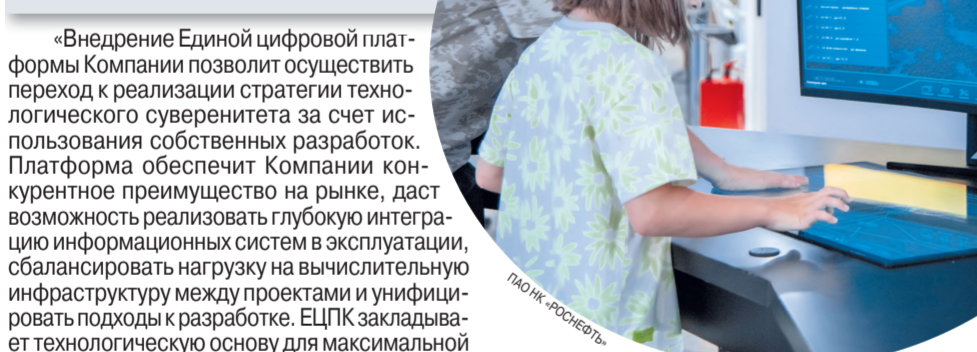 «Внедрение Единой цифровой плат-
формы Компании позволит осуществить
переход к реализации стратегии техно-
логического суверенитета за счет ис-
пользования собственных разработок.
Платформа обеспечит Компании кон-
курентное преимущество на рынке, даст
возможность реализовать глубокую интегра-
цию информационных систем в эксплуатации,
сбалансировать нагрузку на вычислительную
инфраструктуру между проектами и унифици-
ровать подходы к разработке. ЕЦПК закладыва-
ет технологическую основу для максимальной
ПАО НК «РОСНЕФТЬ»